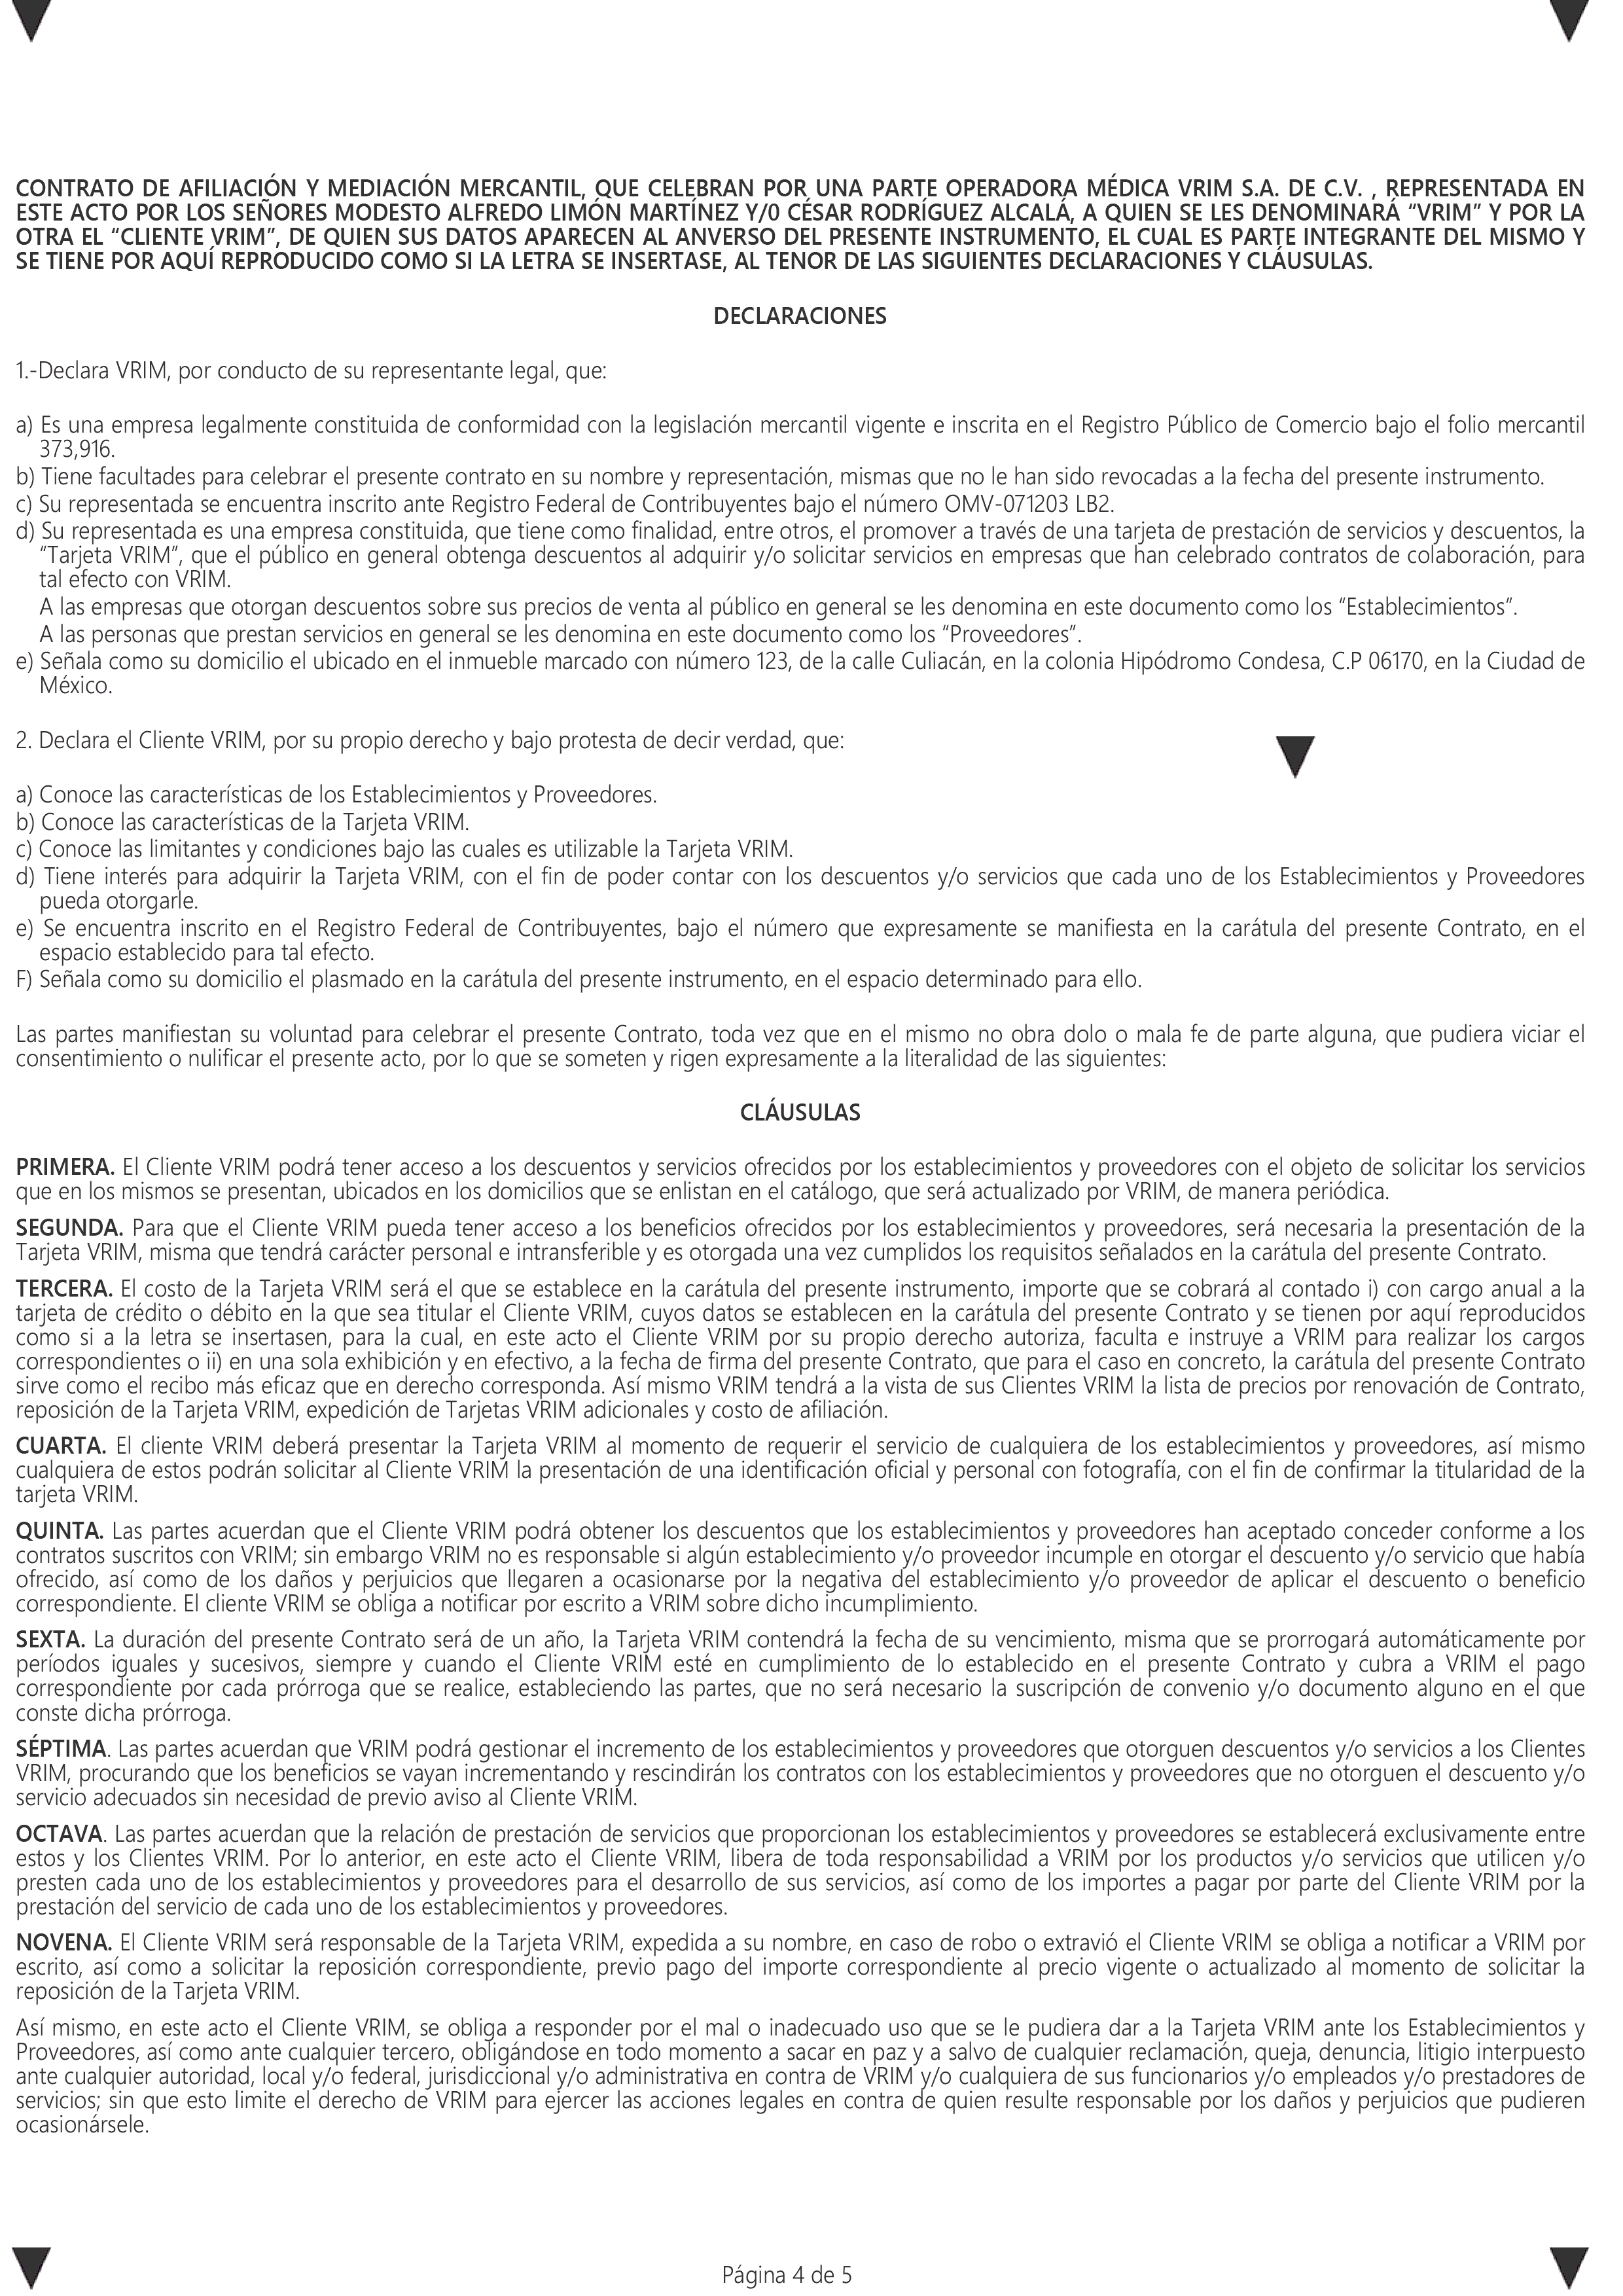 CONTRATO DE AFILIACIÓN Y MEDIACIÓN MERCANTIL, QUE CELEBRAN POR UNA PARTE OPERADORA MÉDICA VRIM S.A. DE C.V. , REPRESENTADA EN
ESTE ACTO POR LOS SEÑORES MODESTO ALFREDO LIMÓN MARTÍNEZ Y/0 CÉSAR RODRÍGUEZ ALCALÁ, A QUIEN SE LES DENOMINARÁ “VRIM” Y POR LA
OTRA EL “CLIENTE VRIM”, DE QUIEN SUS DATOS APARECEN AL ANVERSO DEL PRESENTE INSTRUMENTO, EL CUAL ES PARTE INTEGRANTE DEL MISMO Y
SE TIENE POR AQUÍ REPRODUCIDO COMO SI LA LETRA SE INSERTASE, AL TENOR DE LAS SIGUIENTES DECLARACIONES Y CLÁUSULAS.
DECLARACIONES
1.-Declara VRIM, por conducto de su representante legal, que:
a) Es una empresa legalmente constituida de conformidad con la legislación mercantil vigente e inscrita en el Registro Público de Comercio bajo el folio mercantil
373,916.
b) Tiene facultades para celebrar el presente contrato en su nombre y representación, mismas que no le han sido revocadas a la fecha del presente instrumento.
c) Su representada se encuentra inscrito ante Registro Federal de Contribuyentes bajo el número OMV-071203 LB2.
d) Su representada es una empresa constituida, que tiene como finalidad, entre otros, el promover a través de una tarjeta de prestación de servicios y descuentos, la
“Tarjeta VRIM”, que el público en general obtenga descuentos al adquirir y/o solicitar servicios en empresas que han celebrado contratos de colaboración, para
tal efecto con VRIM.
A las empresas que otorgan descuentos sobre sus precios de venta al público en general se les denomina en este documento como los “Establecimientos”.
A las personas que prestan servicios en general se les denomina en este documento como los “Proveedores”.
e) Señala como su domicilio el ubicado en el inmueble marcado con número 123, de la calle Culiacán, en la colonia Hipódromo Condesa, C.P 06170, en la Ciudad de
México.
2. Declara el Cliente VRIM, por su propio derecho y bajo protesta de decir verdad, que:
a) Conoce las características de los Establecimientos y Proveedores.
b) Conoce las características de la Tarjeta VRIM.
c) Conoce las limitantes y condiciones bajo las cuales es utilizable la Tarjeta VRIM.
d) Tiene interés para adquirir la Tarjeta VRIM, con el fin de poder contar con los descuentos y/o servicios que cada uno de los Establecimientos y Proveedores
pueda otorgarle.
e) Se encuentra inscrito en el Registro Federal de Contribuyentes, bajo el número que expresamente se manifiesta en la carátula del presente Contrato, en el
espacio establecido para tal efecto.
F) Señala como su domicilio el plasmado en la carátula del presente instrumento, en el espacio determinado para ello.
Las partes manifiestan su voluntad para celebrar el presente Contrato, toda vez que en el mismo no obra dolo o mala fe de parte alguna, que pudiera viciar el
consentimiento o nulificar el presente acto, por lo que se someten y rigen expresamente a la literalidad de las siguientes:
CLÁUSULAS
PRIMERA. El Cliente VRIM podrá tener acceso a los descuentos y servicios ofrecidos por los establecimientos y proveedores con el objeto de solicitar los servicios
que en los mismos se presentan, ubicados en los domicilios que se enlistan en el catálogo, que será actualizado por VRIM, de manera periódica.
SEGUNDA. Para que el Cliente VRIM pueda tener acceso a los beneficios ofrecidos por los establecimientos y proveedores, será necesaria la presentación de la
Tarjeta VRIM, misma que tendrá carácter personal e intransferible y es otorgada una vez cumplidos los requisitos señalados en la carátula del presente Contrato.
TERCERA. El costo de la Tarjeta VRIM será el que se establece en la carátula del presente instrumento, importe que se cobrará al contado i) con cargo anual a la
tarjeta de crédito o débito en la que sea titular el Cliente VRIM, cuyos datos se establecen en la carátula del presente Contrato y se tienen por aquí reproducidos
como si a la letra se insertasen, para la cual, en este acto el Cliente VRIM por su propio derecho autoriza, faculta e instruye a VRIM para realizar los cargos
correspondientes o ii) en una sola exhibición y en efectivo, a la fecha de firma del presente Contrato, que para el caso en concreto, la carátula del presente Contrato
sirve como el recibo más eficaz que en derecho corresponda. Así mismo VRIM tendrá a la vista de sus Clientes VRIM la lista de precios por renovación de Contrato,
reposición de la Tarjeta VRIM, expedición de Tarjetas VRIM adicionales y costo de afiliación.
CUARTA. El cliente VRIM deberá presentar la Tarjeta VRIM al momento de requerir el servicio de cualquiera de los establecimientos y proveedores, así mismo
cualquiera de estos podrán solicitar al Cliente VRIM la presentación de una identificación oficial y personal con fotografía, con el fin de confirmar la titularidad de la
tarjeta VRIM.
QUINTA. Las partes acuerdan que el Cliente VRIM podrá obtener los descuentos que los establecimientos y proveedores han aceptado conceder conforme a los
contratos suscritos con VRIM; sin embargo VRIM no es responsable si algún establecimiento y/o proveedor incumple en otorgar el descuento y/o servicio que había
ofrecido, así como de los daños y perjuicios que llegaren a ocasionarse por la negativa del establecimiento y/o proveedor de aplicar el descuento o beneficio
correspondiente. El cliente VRIM se obliga a notificar por escrito a VRIM sobre dicho incumplimiento.
SEXTA. La duración del presente Contrato será de un año, la Tarjeta VRIM contendrá la fecha de su vencimiento, misma que se prorrogará automáticamente por
períodos iguales y sucesivos, siempre y cuando el Cliente VRIM esté en cumplimiento de lo establecido en el presente Contrato y cubra a VRIM el pago
correspondiente por cada prórroga que se realice, estableciendo las partes, que no será necesario la suscripción de convenio y/o documento alguno en el que
conste dicha prórroga.
SÉPTIMA. Las partes acuerdan que VRIM podrá gestionar el incremento de los establecimientos y proveedores que otorguen descuentos y/o servicios a los Clientes
VRIM, procurando que los beneficios se vayan incrementando y rescindirán los contratos con los establecimientos y proveedores que no otorguen el descuento y/o
servicio adecuados sin necesidad de previo aviso al Cliente VRIM.
OCTAVA. Las partes acuerdan que la relación de prestación de servicios que proporcionan los establecimientos y proveedores se establecerá exclusivamente entre
estos y los Clientes VRIM. Por lo anterior, en este acto el Cliente VRIM, libera de toda responsabilidad a VRIM por los productos y/o servicios que utilicen y/o
presten cada uno de los establecimientos y proveedores para el desarrollo de sus servicios, así como de los importes a pagar por parte del Cliente VRIM por la
prestación del servicio de cada uno de los establecimientos y proveedores.
NOVENA. El Cliente VRIM será responsable de la Tarjeta VRIM, expedida a su nombre, en caso de robo o extravió el Cliente VRIM se obliga a notificar a VRIM por
escrito, así como a solicitar la reposición correspondiente, previo pago del importe correspondiente al precio vigente o actualizado al momento de solicitar la
reposición de la Tarjeta VRIM.
Así mismo, en este acto el Cliente VRIM, se obliga a responder por el mal o inadecuado uso que se le pudiera dar a la Tarjeta VRIM ante los Establecimientos y
Proveedores, así como ante cualquier tercero, obligándose en todo momento a sacar en paz y a salvo de cualquier reclamación, queja, denuncia, litigio interpuesto
ante cualquier autoridad, local y/o federal, jurisdiccional y/o administrativa en contra de VRIM y/o cualquiera de sus funcionarios y/o empleados y/o prestadores de
servicios; sin que esto limite el derecho de VRIM para ejercer las acciones legales en contra de quien resulte responsable por los daños y perjuicios que pudieren
ocasionársele.
Página 4 de 5